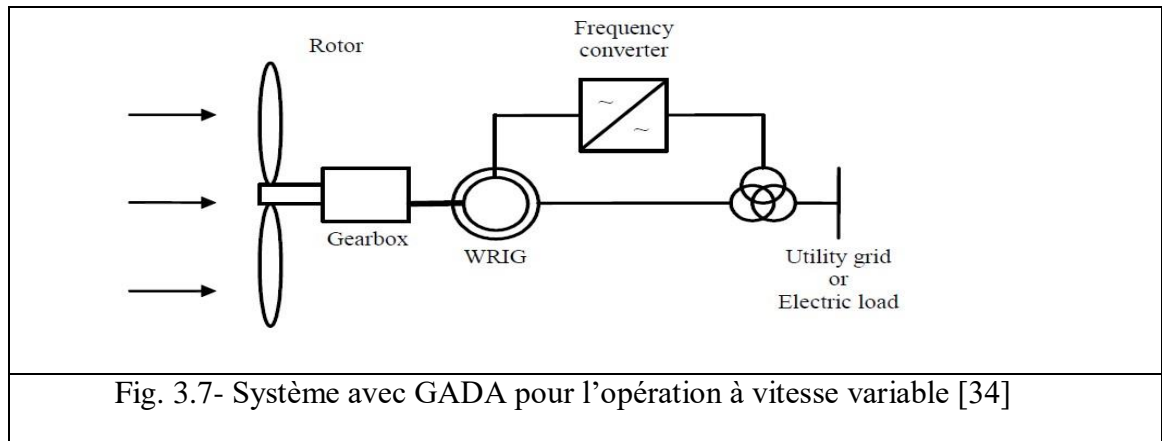 Rotor
Frequency
converter
~
~
Gearbox
WRIG
Utility grid
or
Electric load
Fig. 3.7- Système avec GADA pour l’opération à vitesse variable [34]